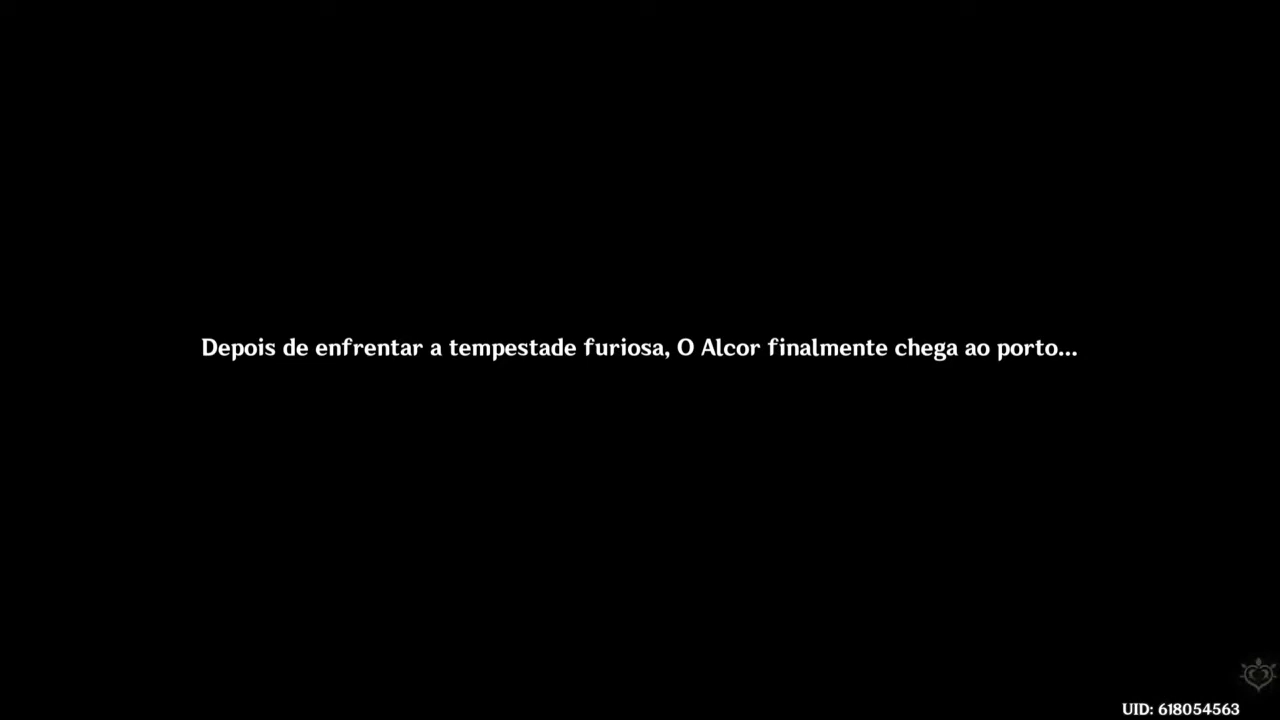 Depois de enfrentar a tempestade furiosa, O Alcor finalmente chega ao porto...
UID: 618054563